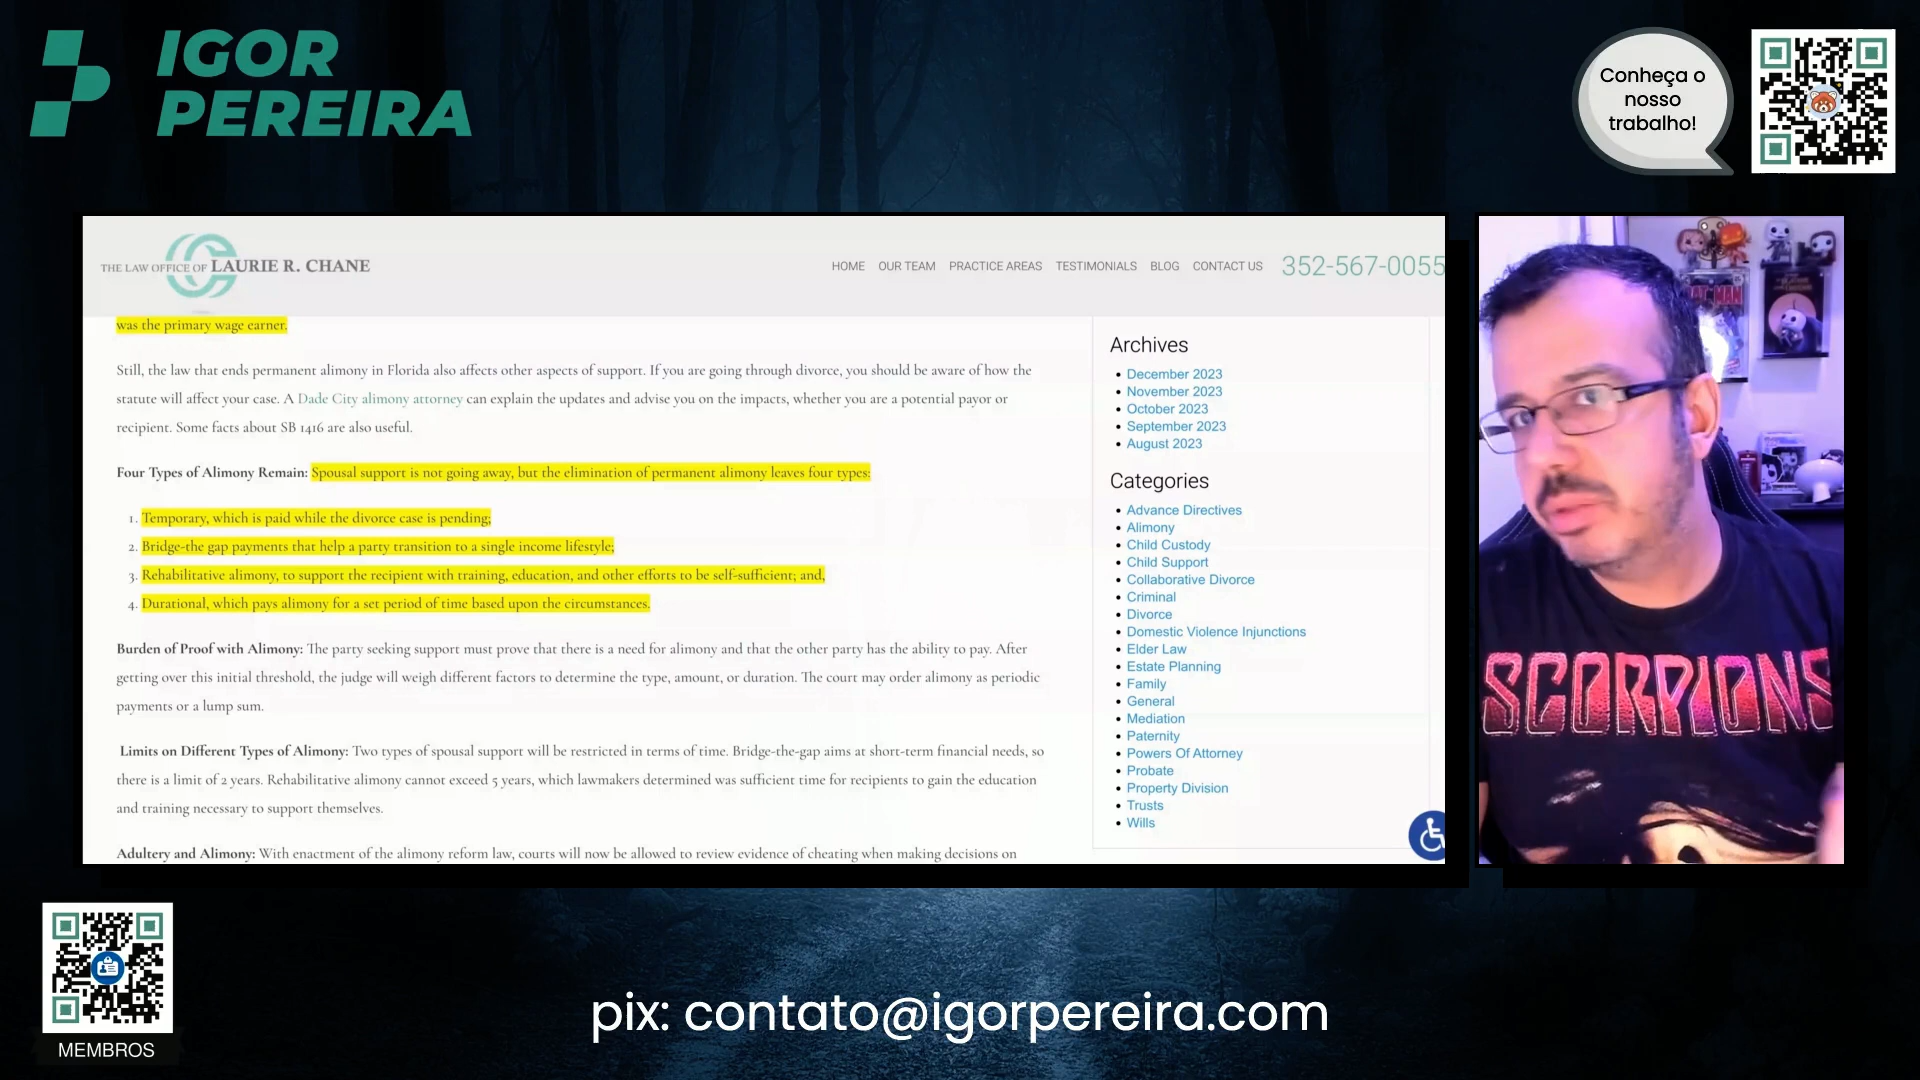 IGOR
PEREIRA
Conheça o
nosso
trabalho!
THE LAW OFFICE OF LAURIE R. CHANE
HOME OUR TEAM PRACTICE AREAS TESTIMONIALS BLOG CONTACT US 352-567-0055
was the primary wage earner.
Still, the law that ends permanent alimony in Florida also affects other aspects of support. If you are going through divorce, you should be aware of how the
statute will affect your case. A Dade City alimony attorney can explain the updates and advise you on the impacts, whether you are a potential payor or
recipient. Some facts about SB 1416 are also useful.
Four Types of Alimony Remain: Spousal support is not going away, but the elimination of permanent alimony leaves four types:
1. Temporary, which is paid while the divorce case is pending;
2. Bridge-the gap payments that help a party transition to a single income lifestyle;
3. Rehabilitative alimony, to support the recipient with training, education, and other efforts to be self-sufficient; and,
4. Durational, which pays alimony for a set period of time based upon the circumstances.
Burden of Proof with Alimony: The party seeking support must prove that there is a need for alimony and that the other party has the ability to pay. After
getting over this initial threshold, the judge will weigh different factors to determine the type, amount, or duration. The court may order alimony as periodic
payments or a lump sum.
Limits on Different Types of Alimony: Two types of spousal support will be restricted in terms of time. Bridge-the-gap aims at short-term financial needs, so
there is a limit of 2 years. Rehabilitative alimony cannot exceed 5 years, which lawmakers determined was sufficient time for recipients to gain the education
and training necessary to support themselves.
Adultery and Alimony: With enactment of the alimony reform law, courts will now be allowed to review evidence of cheating when making decisions on
Archives
December 2023
November 2023
October 2023
September 2023
August 2023
Categories
Advance Directives
Alimony
Child Custody
Child Support
Collaborative Divorce
Criminal
Divorce
Domestic Violence Injunctions
Elder Law
Estate Planning
Family
General
Mediation
Paternity
Powers Of Attorney
Probate
Property Division
Trusts
Wills
SCORPIONS
MEMBROS
pix: contato@igorpereira.com